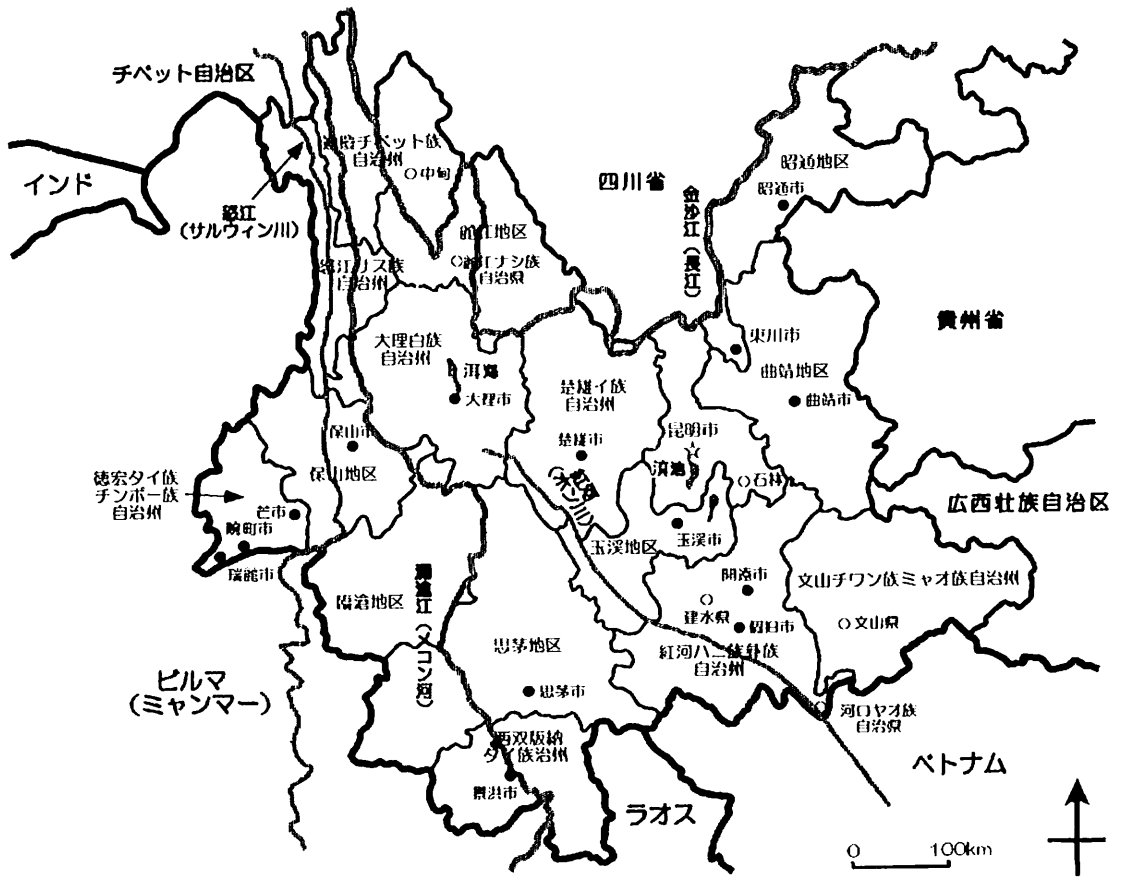 チベット自治区
インド
怒江
(サルウィン川)
迪慶チベット族
自治州
中甸
四川省
金沙江(長江)
昭通地区
昭通市
麗江地区
麗江ナシ族
自治県
怒江リス族
自治州
大理白族
自治州
洱海
大理市
楚雄イ族
自治州
楚雄市
東川市
曲靖地区
曲靖市
貴州省
昆明市
滇池
石林
保山市
保山地区
徳宏タイ族
チンポー族
自治州
芒市
畹町市
瑞麗市
紅河
(ホン川)
玉渓地区
玉渓市
広西壮族自治区
臨滄地区
瀾滄江(メコン河)
開遠市
建水県
個旧市
紅河ハニ族彝族
自治州
文山チワン族ミャオ族自治州
文山県
思茅地区
思茅市
ビルマ
(ミャンマー)
西双版納
タイ族治州
景洪市
河口ヤオ族
自治県
ベトナム
ラオス
0 100km